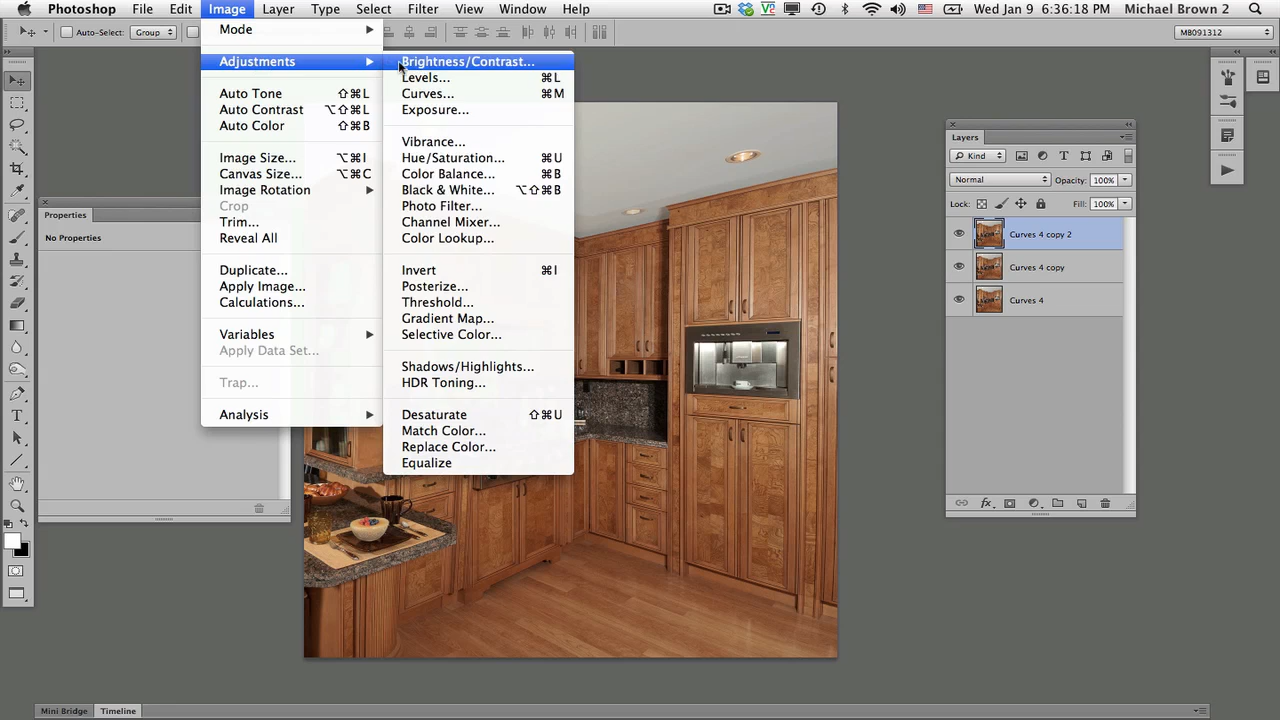 Photoshop File Edit Image Layer Type Select Filter View Window Help Wed Jan 9 6:36:18 PM Michael Brown 2
Auto-Select: Group MB091312
Mode
Adjustments
Auto Tone ⇧⌘L
Auto Contrast ⌥⇧⌘L
Auto Color ⇧⌘B
Image Size... ⌥⌘I
Canvas Size... ⌥⌘C
Image Rotation
Crop
Trim...
Reveal All
Duplicate...
Apply Image...
Calculations...
Variables
Apply Data Set...
Trap...
Analysis
Brightness/Contrast...
Levels... ⌘L
Curves... ⌘M
Exposure...
Vibrance...
Hue/Saturation... ⌘U
Color Balance... ⌘B
Black & White... ⌥⇧⌘B
Photo Filter...
Channel Mixer...
Color Lookup...
Invert ⌘I
Posterize...
Threshold...
Gradient Map...
Selective Color...
Shadows/Highlights...
HDR Toning...
Desaturate ⇧⌘U
Match Color...
Replace Color...
Equalize
Properties
No Properties
Layers
Kind
Normal Opacity: 100%
Lock: Fill: 100%
Curves 4 copy 2
Curves 4 copy
Curves 4
fx
Mini Bridge Timeline